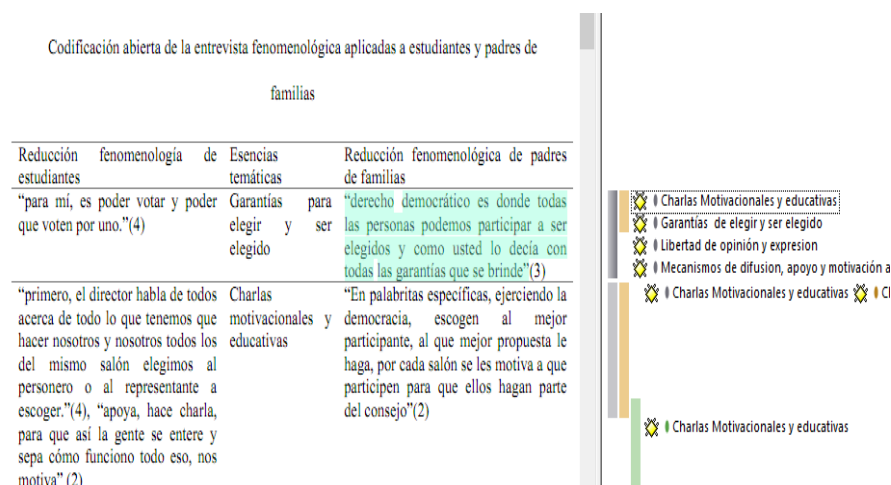 Codificación abierta de la entrevista fenomenológica aplicadas a estudiantes y padres de
familias
Reducción fenomenología de
estudiantes
Esencias
temáticas
Reducción fenomenológica de padres
de familias
“para mí, es poder votar y poder
que voten por uno.”(4)
Garantías para
elegir y ser
elegido
“derecho democrático es donde todas
las personas podemos participar a ser
elegidos y como usted lo decía con
todas las garantías que se brinde”(3)
“primero, el director habla de todos
acerca de todo lo que tenemos que
hacer nosotros y nosotros todos los
del mismo salón elegimos al
personero o al representante a
escoger.”(4), “apoya, hace charla,
para que así la gente se entere y
sepa cómo funciono todo eso, nos
motiva” (2)
Charlas
motivacionales y
educativas
“En palabritas específicas, ejerciendo la
democracia, escogen al mejor
participante, al que mejor propuesta le
haga, por cada salón se les motiva a que
participen para que ellos hagan parte
del consejo”(2)
Charlas Motivacionales y educativas
Garantías de elegir y ser elegido
Libertad de opinión y expresion
Mecanismos de difusion, apoyo y motivación a
Charlas Motivacionales y educativas
Charlas Motivacionales y educativas